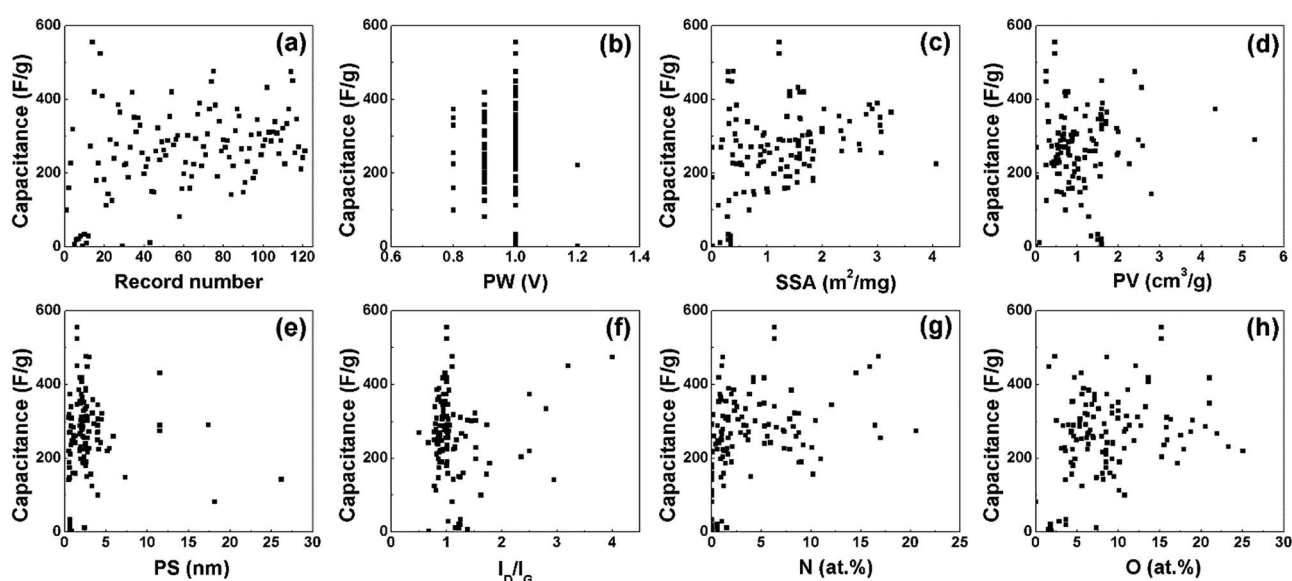 600 (a) 600 (b) 600 (c) 600 (d)
Capacitance (F/g) Capacitance (F/g) Capacitance (F/g) Capacitance (F/g)
400 400 400 400
200 200 200 200
0 0 0 0
0 20 40 60 80 100 120 0.6 0.8 1.0 1.2 1.4 0 1 2 3 4 0 1 2 3 4 5 6
Record number PW (V) SSA (m²/mg) PV (cm³/g)
600 (e) 600 (f) 600 (g) 600 (h)
Capacitance (F/g) Capacitance (F/g) Capacitance (F/g) Capacitance (F/g)
400 400 400 400
200 200 200 200
0 0 0 0
0 5 10 15 20 25 30 0 1 2 3 4 0 5 10 15 20 25 0 5 10 15 20 25 30
PS (nm) I_D/I_G N (at.%) O (at.%)